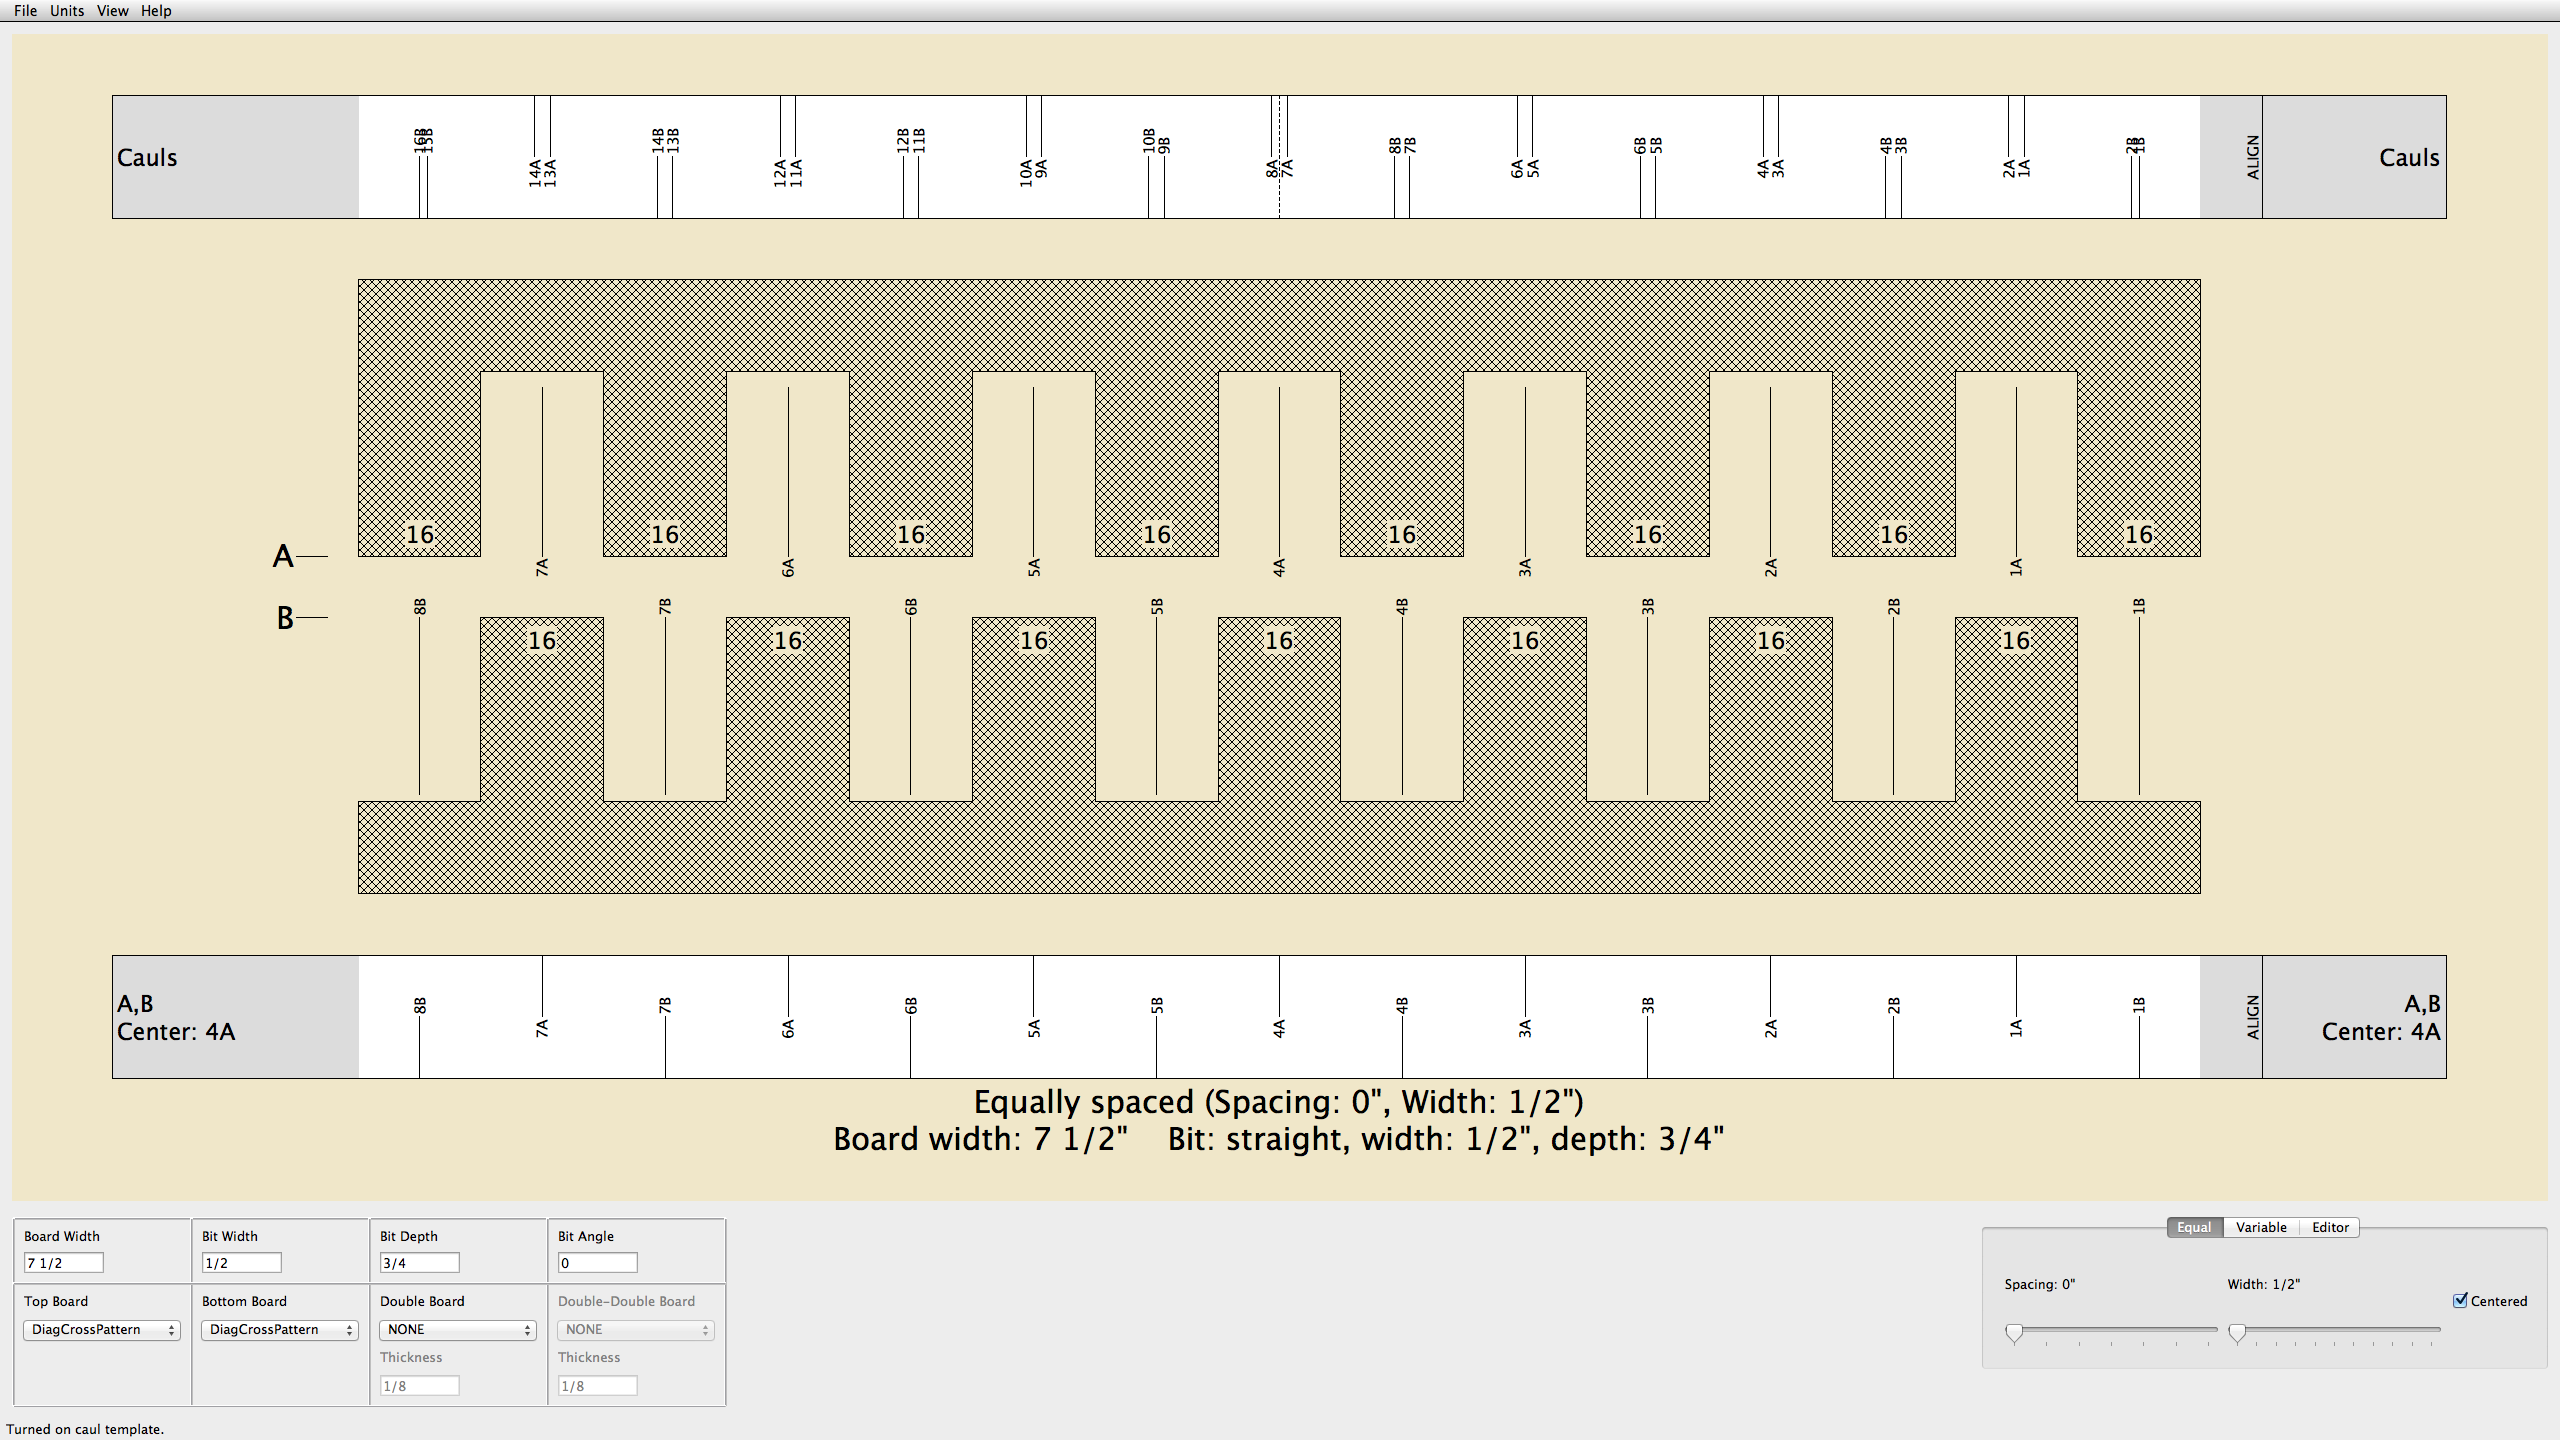 File Units View Help
Cauls
16B 15B 14A 13A 14B 13B 12A 11A 12B 11B 10A 9A 10B 9B 8A 7A 8B 7B 6A 5A 6B 5B 4A 3A 4B 3B 2A 1A 2B 1B
ALIGN
Cauls
16 16 16 16 16 16 16 16
A
7A 6A 5A 4A 3A 2A 1A
8B 7B 6B 5B 4B 3B 2B 1B
B
16 16 16 16 16 16 16
A,B
Center: 4A
8B 7A 7B 6A 6B 5A 5B 4A 4B 3A 3B 2A 2B 1A 1B
ALIGN
A,B
Center: 4A
Equally spaced (Spacing: 0", Width: 1/2")
Board width: 7 1/2" Bit: straight, width: 1/2", depth: 3/4"
Board Width Bit Width Bit Depth Bit Angle
7 1/2 1/2 3/4 0
Top Board Bottom Board Double Board Double-Double Board
DiagCrossPattern DiagCrossPattern NONE NONE
Thickness Thickness
1/8 1/8
Equal Variable Editor
Spacing: 0" Width: 1/2"
Centered
Turned on caul template.